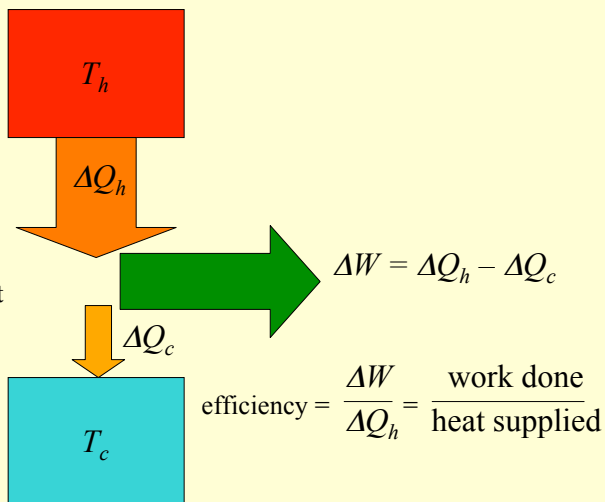 T_h
ΔQ_h
ΔW = ΔQ_h – ΔQ_c
t
ΔQ_c
efficiency = ΔW / ΔQ_h = work done / heat supplied
T_c